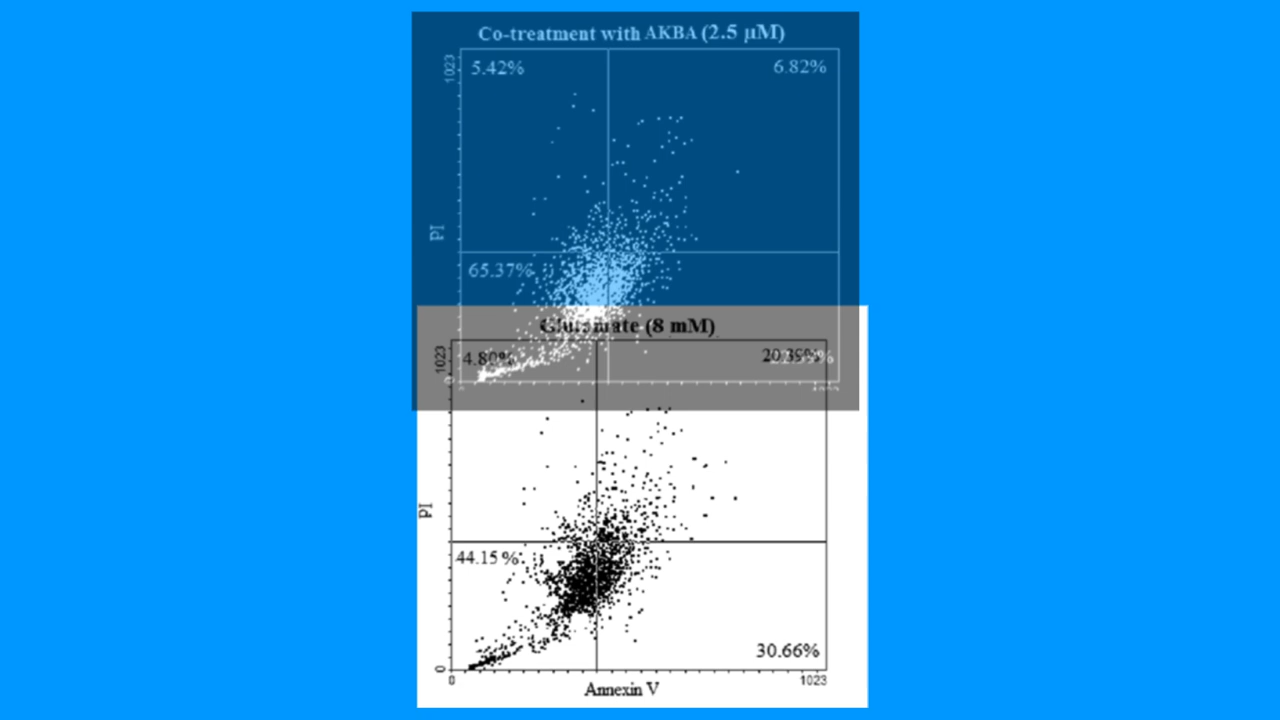 Co-treatment with AKBA (2.5 µM)
1023
5.42%
6.82%
PI
65.37%
Glutamate (8 mM)
1023
4.80%
20.39%
0
PI
44.15%
30.66%
0
0
1023
Annexin V